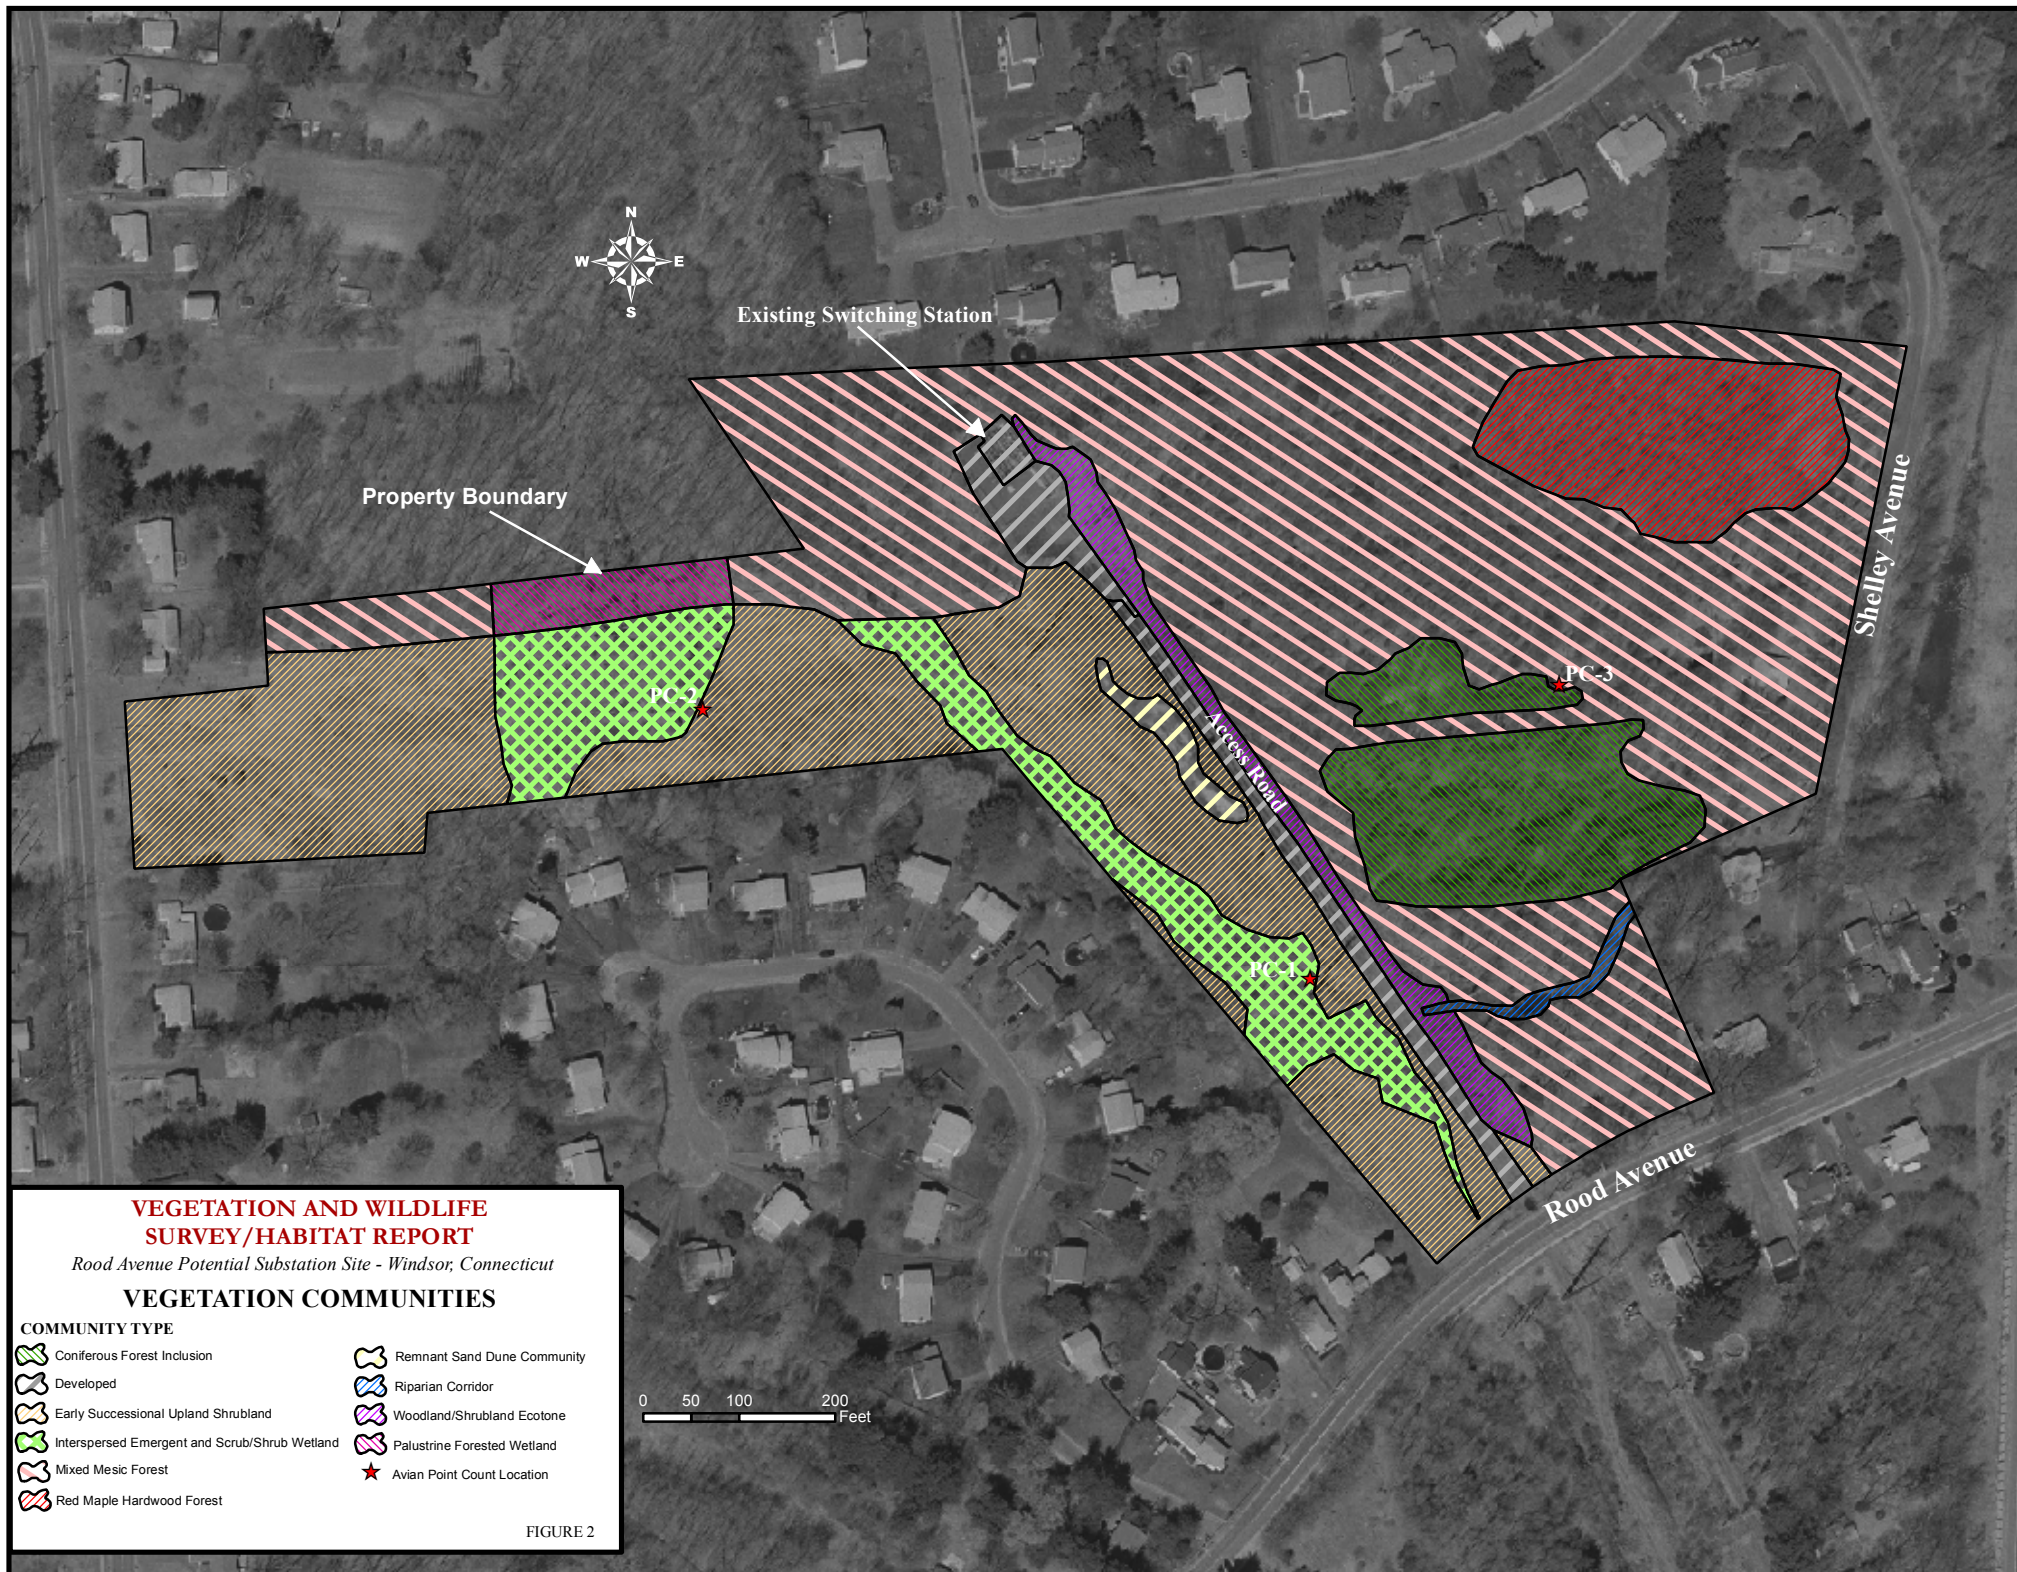 N
W E
S
Existing Switching Station
Property Boundary
Shelley Avenue
PC-3
PC-2
Access Road
PC-1
Rood Avenue
VEGETATION AND WILDLIFE
SURVEY/HABITAT REPORT
Rood Avenue Potential Substation Site - Windsor, Connecticut
VEGETATION COMMUNITIES
COMMUNITY TYPE
Coniferous Forest Inclusion
Developed
Early Successional Upland Shrubland
Interspersed Emergent and Scrub/Shrub Wetland
Mixed Mesic Forest
Red Maple Hardwood Forest
Remnant Sand Dune Community
Riparian Corridor
Woodland/Shrubland Ecotone
Palustrine Forested Wetland
Avian Point Count Location
FIGURE 2
0 50 100 200
Feet